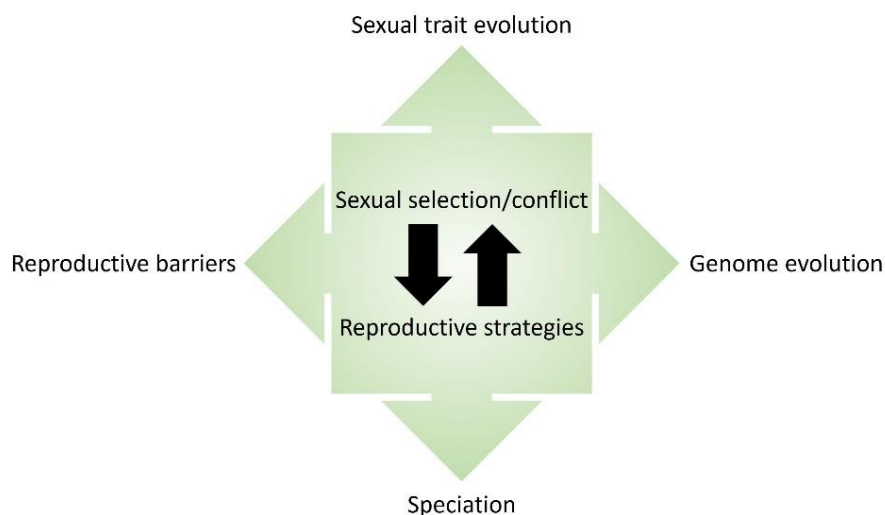 Sexual trait evolution
Sexual selection/conflict
Reproductive barriers
Genome evolution
Reproductive strategies
Speciation